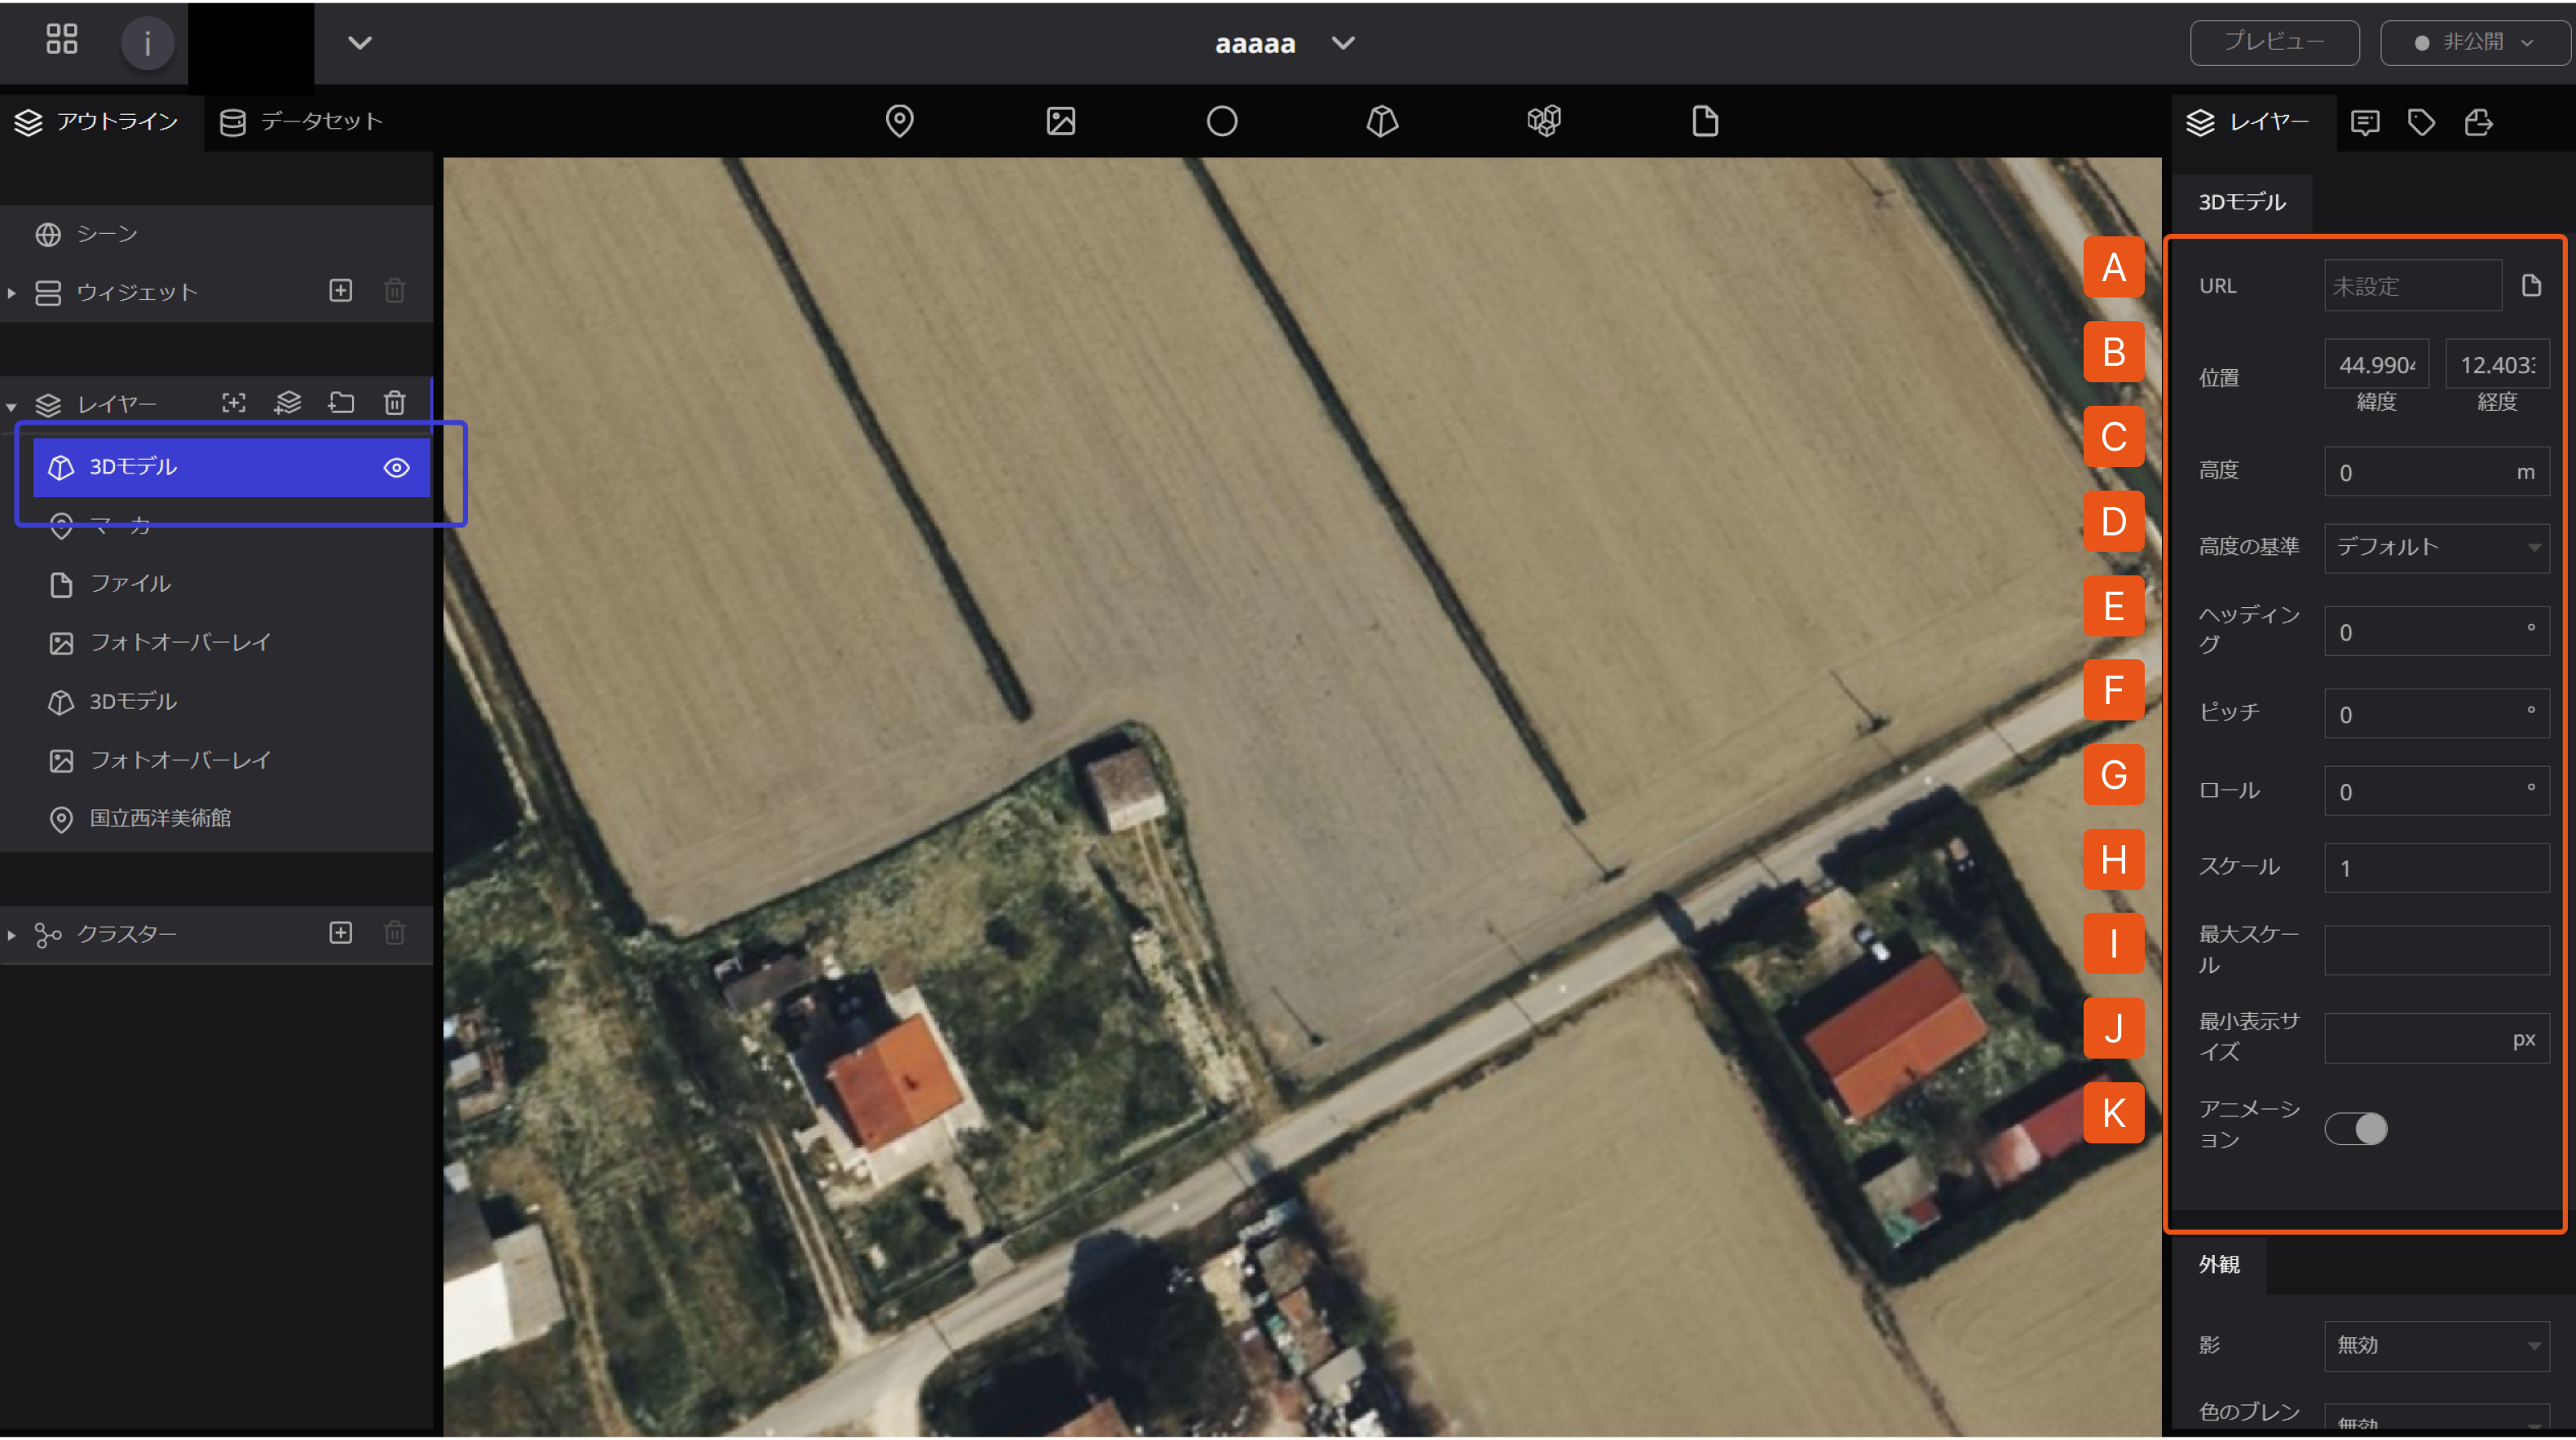 i
aaaaa
プレビュー
非公開
アウトライン
データセット
レイヤー
シーン
ウィジェット
レイヤー
3Dモデル
マーカ
ファイル
フォトオーバーレイ
3Dモデル
フォトオーバーレイ
国立西洋美術館
クラスター
3Dモデル
A
URL
未設定
B
位置
44.990
12.403
緯度
経度
C
高度
0
m
D
高度の基準
デフォルト
E
ヘッディン
グ
0
°
F
ピッチ
0
°
G
ロール
0
°
H
スケール
1
I
最大スケー
ル
J
最小表示サ
イズ
px
K
アニメーシ
ョン
外観
影
無効
色のブレン
無効